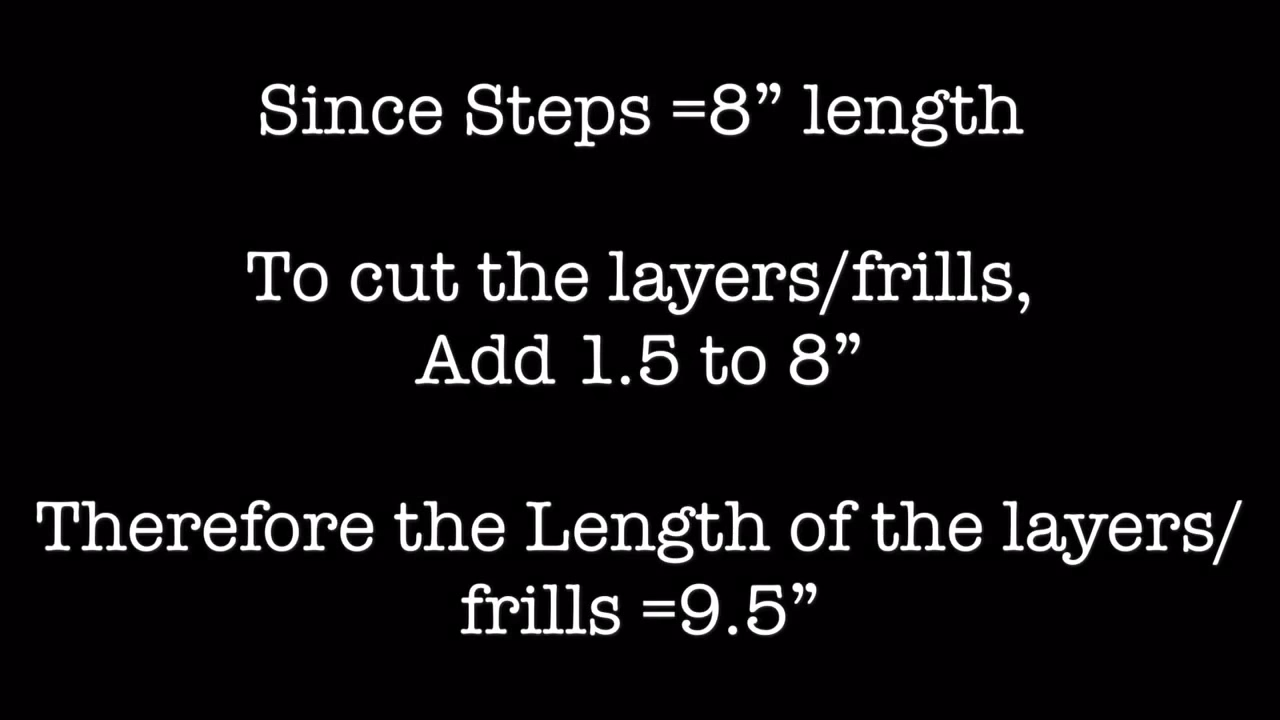 Since Steps =8” length
To cut the layers/frills,
Add 1.5 to 8”
Therefore the Length of the layers/
frills =9.5”